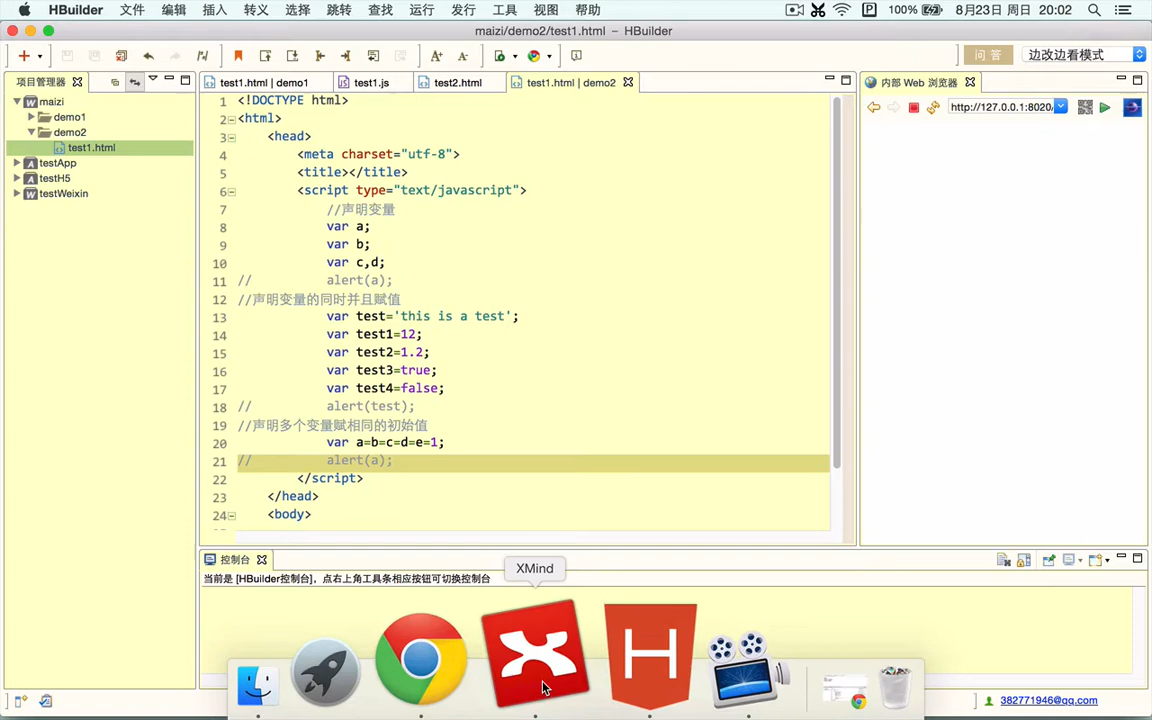 HBuilder 文件 编辑 插入 转义 选择 跳转 查找 运行 发行 工具 视图 帮助 100% 8月23日 周日 20:02
maizi/demo2/test1.html – HBuilder
问 答 边改边看模式
项目管理器 test1.html | demo1 test1.js test2.html test1.html | demo2 内部 Web 浏览器
http://127.0.0.1:8020/
maizi
demo1
demo2
test1.html
testApp
testH5
testWeixin
1 <!DOCTYPE html>
2 <html>
3 <head>
4 <meta charset="utf-8">
5 <title></title>
6 <script type="text/javascript">
7 //声明变量
8 var a;
9 var b;
10 var c,d;
11 // alert(a);
12 //声明变量的同时并且赋值
13 var test='this is a test';
14 var test1=12;
15 var test2=1.2;
16 var test3=true;
17 var test4=false;
18 // alert(test);
19 //声明多个变量赋相同的初始值
20 var a=b=c=d=e=1;
21 // alert(a);
22 </script>
23 </head>
24 <body>
控制台
当前是 [HBuilder控制台]，点右上角工具条相应按钮可切换控制台
XMind
382771946@qq.com